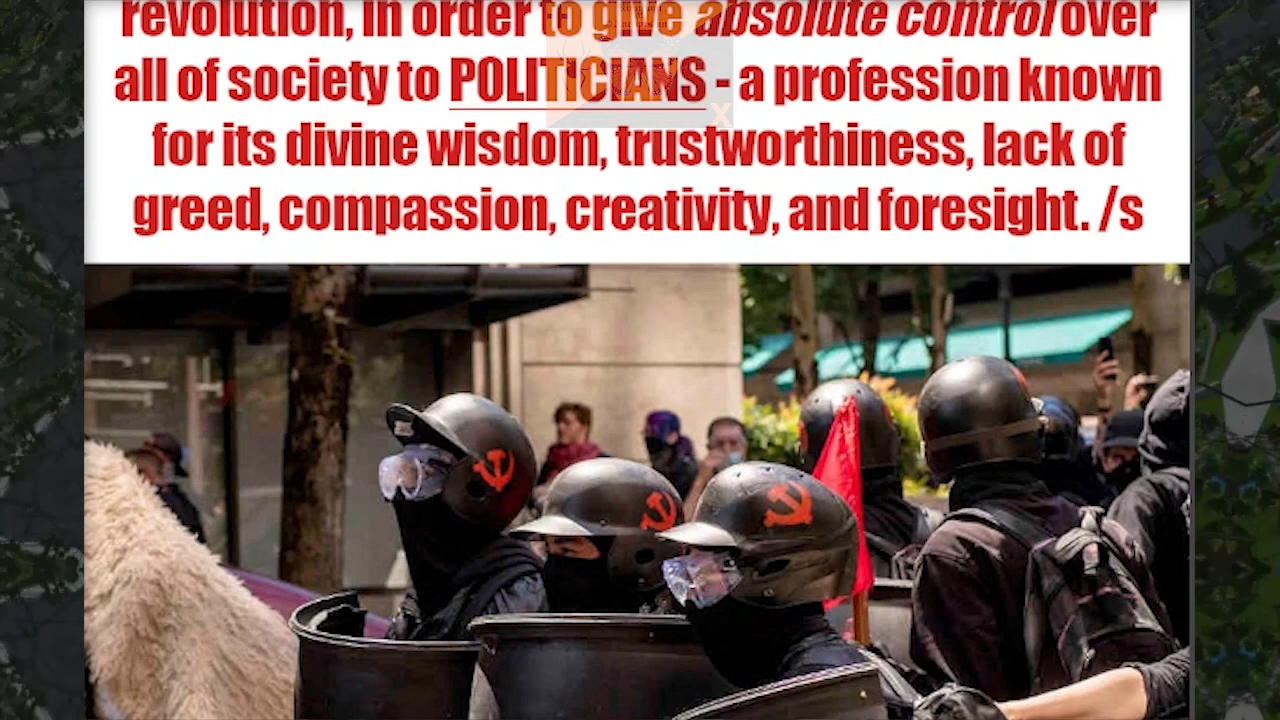 revolution, in order to give absolute control over
all of society to POLITICIANS - a profession known
for its divine wisdom, trustworthiness, lack of
greed, compassion, creativity, and foresight. /s